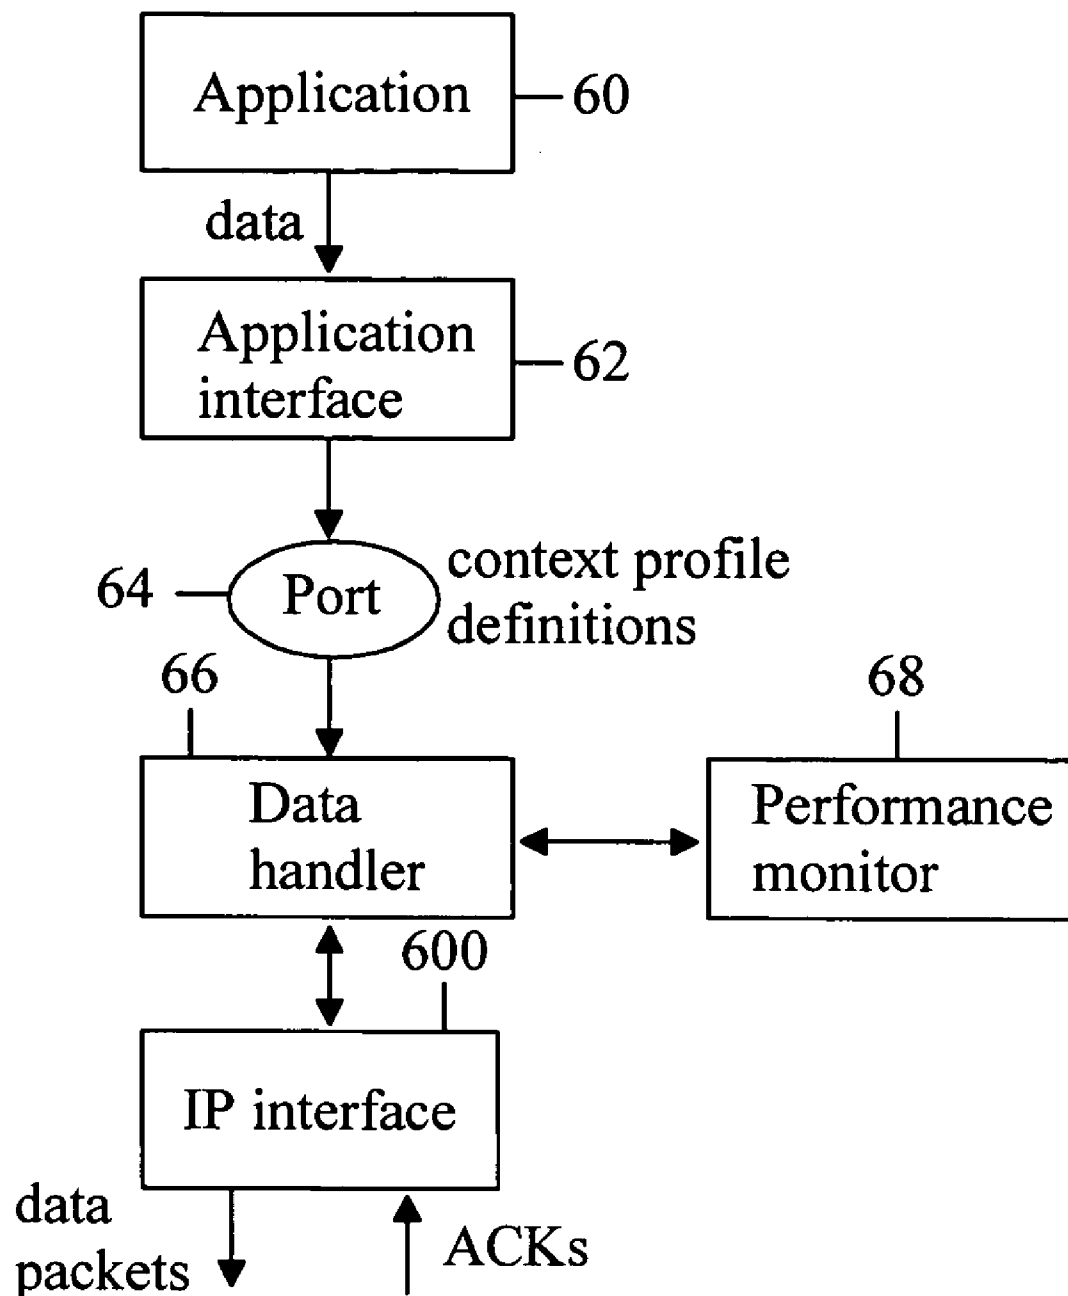 Application
60
data
Application
interface
62
64
Port
context profile
definitions
66
68
Data
handler
Performance
monitor
600
IP interface
data
packets
ACKs